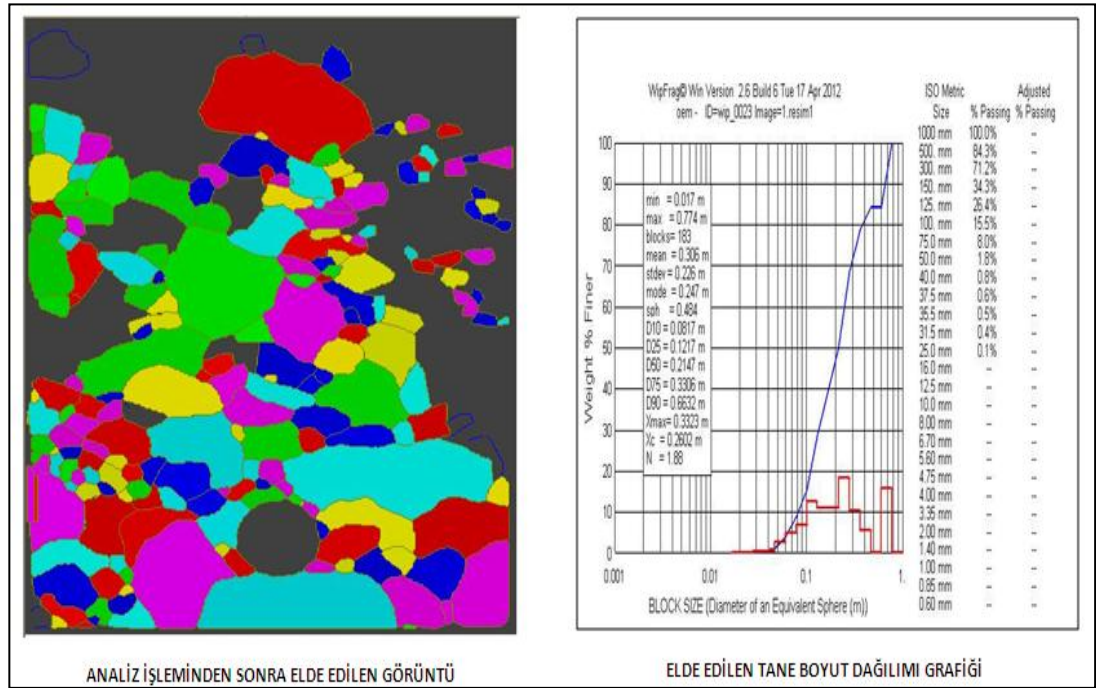 WipFrag© Win Version 2.6 Build 6 Tue 17 Apr 2012
oem - ID=wip_0023 Image=1.resim1
ISO Metric Adjusted
Size % Passing % Passing
1000 mm 100.0% --
600. mm 84.3% --
300. mm 71.2% --
150. mm 34.3% --
125. mm 26.4% --
100. mm 15.5% --
75.0 mm 8.0% --
50.0 mm 1.8% --
40.0 mm 0.8% --
37.5 mm 0.6% --
35.5 mm 0.5% --
31.5 mm 0.4% --
25.0 mm 0.1% --
16.0 mm -- --
12.5 mm -- --
10.0 mm -- --
8.00 mm -- --
6.70 mm -- --
5.60 mm -- --
4.75 mm -- --
4.00 mm -- --
3.35 mm -- --
2.00 mm -- --
1.40 mm -- --
1.00 mm -- --
0.85 mm -- --
0.60 mm -- --
Weight % Finer
100
90
80
70
60
50
40
30
20
10
0
min = 0.017 m
max = 0.774 m
blocks= 183
mean = 0.306 m
stdev = 0.226 m
mode = 0.247 m
sph = 0.484
D10 = 0.0817 m
D25 = 0.1217 m
D50 = 0.2147 m
D75 = 0.3306 m
D90 = 0.6632 m
Xmax= 0.3323 m
Xc = 0.2602 m
N = 1.88
0.001 0.01 0.1 1.
BLOCK SIZE (Diameter of an Equivalent Sphere (m))
ANALİZ İŞLEMİNDEN SONRA ELDE EDİLEN GÖRÜNTÜ
ELDE EDİLEN TANE BOYUT DAĞILIMI GRAFİĞİ